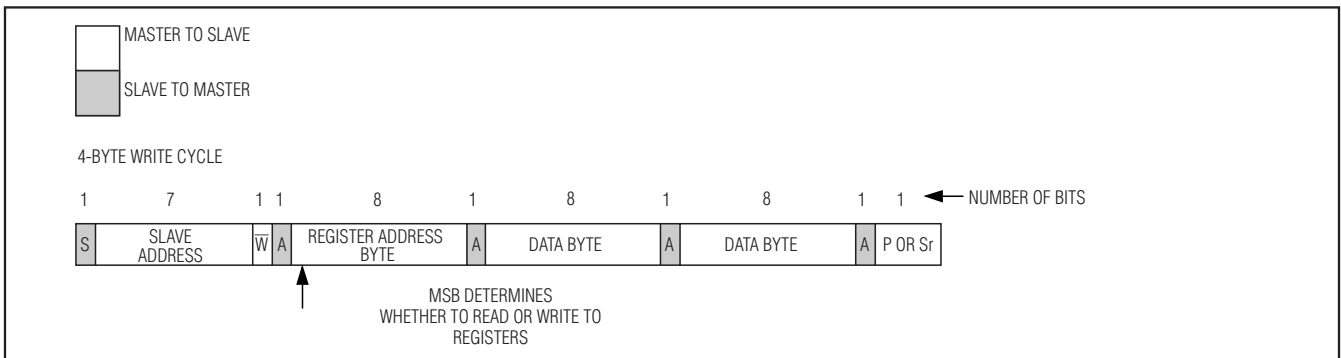 MASTER TO SLAVE
SLAVE TO MASTER
4-BYTE WRITE CYCLE
1 7 1 1 8 1 8 1 8 1 1 NUMBER OF BITS
S SLAVE ADDRESS W̅ A REGISTER ADDRESS BYTE A DATA BYTE A DATA BYTE A P OR Sr
MSB DETERMINES
WHETHER TO READ OR WRITE TO
REGISTERS